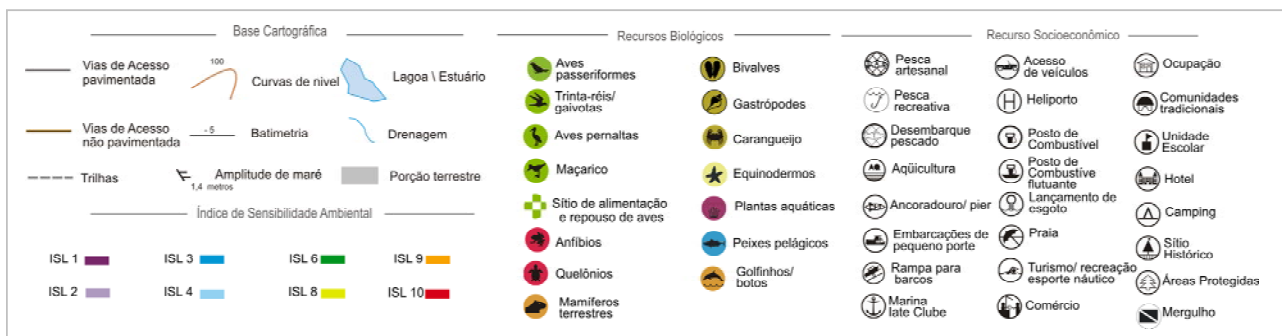 Base Cartográfica
Vias de Acesso
pavimentada
100
Curvas de nivel
Lagoa \ Estuário
Vias de Acesso
não pavimentada
- 5
Batimetria
Drenagem
Trilhas
1,4 metros
Amplitude de maré
Porção terrestre
Índice de Sensibilidade Ambiental
ISL 1
ISL 3
ISL 6
ISL 9
ISL 2
ISL 4
ISL 8
ISL 10
Recursos Biológicos
Aves
passeriformes
Trinta-réis/
gaivotas
Aves pernaltas
Maçarico
Sítio de alimentação
e repouso de aves
Anfíbios
Quelônios
Mamíferos
terrestres
Bivalves
Gastrópodes
Carangueijo
Equinodermos
Plantas aquáticas
Peixes pelágicos
Golfinhos/
botos
Recurso Socioeconômico
Pesca
artesanal
Pesca
recreativa
Desembarque
pescado
Aqüicultura
Ancoradouro/ pier
Embarcações de
pequeno porte
Rampa para
barcos
Marina
Iate Clube
Acesso
de veículos
Heliporto
Posto de
Combustível
Posto de
Combustíve
flutuante
Lançamento de
esgoto
Praia
Turismo/ recreação
esporte náutico
Comércio
Ocupação
Comunidades
tradicionais
Unidade
Escolar
Hotel
Camping
Sítio
Histórico
Áreas Protegidas
Mergulho